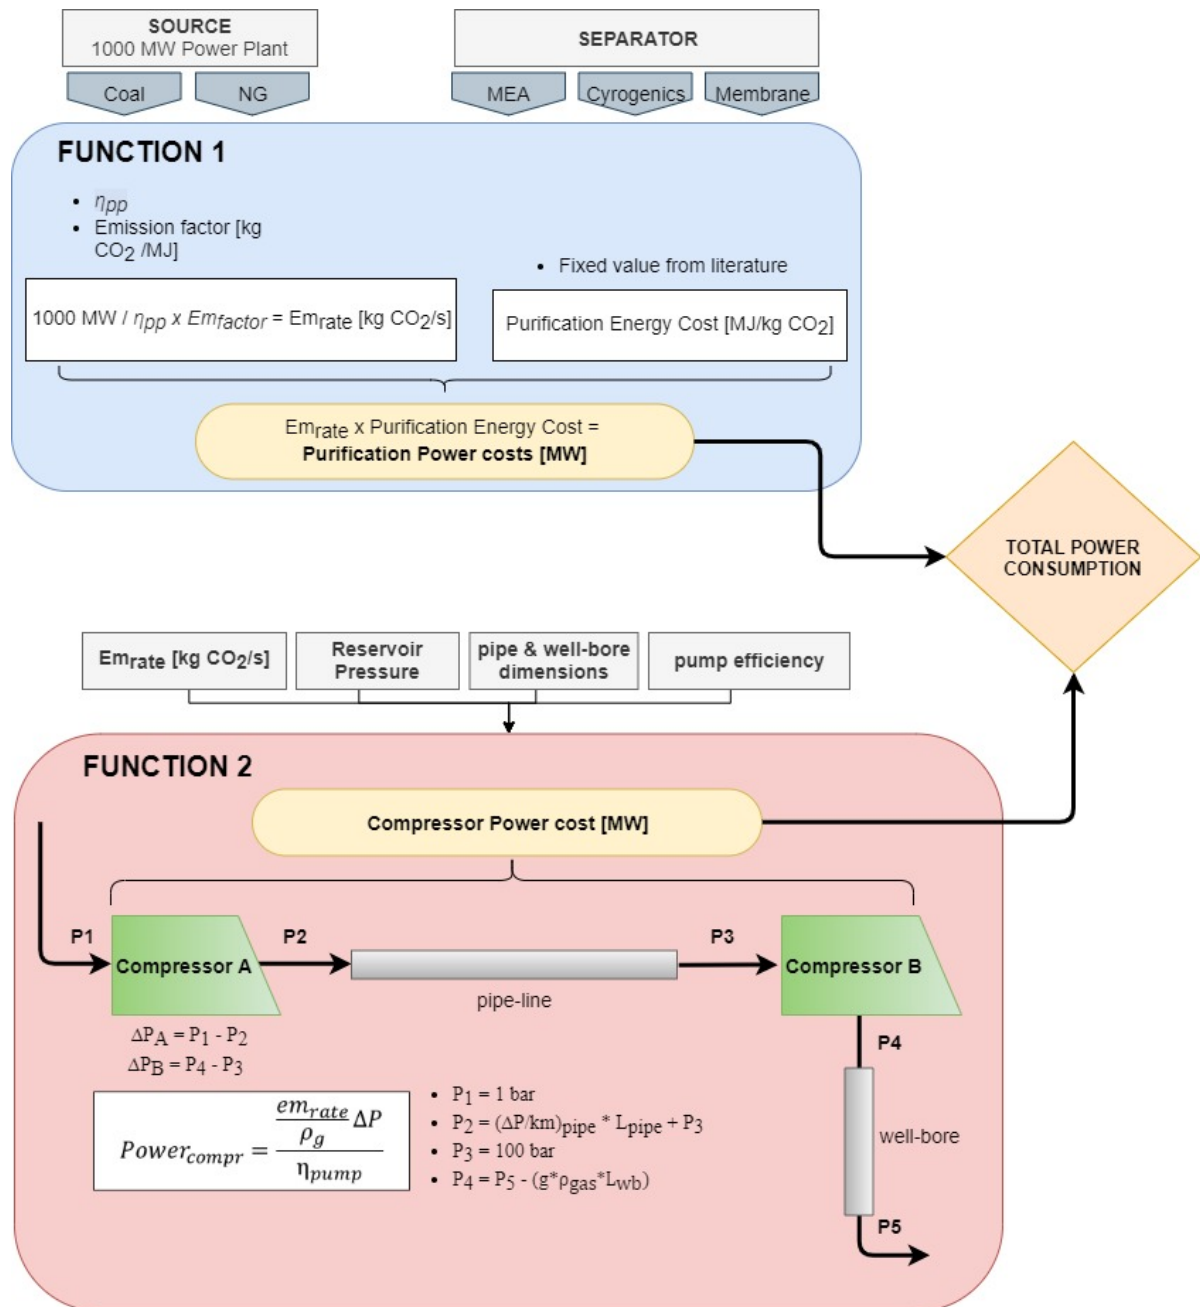 SOURCE
1000 MW Power Plant
SEPARATOR
Coal
NG
MEA
Cyrogenics
Membrane
FUNCTION 1
• ηpp
• Emission factor [kg
CO2 /MJ]
• Fixed value from literature
1000 MW / ηpp x Emfactor = Emrate [kg CO2/s]
Purification Energy Cost [MJ/kg CO2]
Emrate x Purification Energy Cost =
Purification Power costs [MW]
TOTAL POWER
CONSUMPTION
Emrate [kg CO2/s]
Reservoir
Pressure
pipe & well-bore
dimensions
pump efficiency
FUNCTION 2
Compressor Power cost [MW]
P1
Compressor A
P2
pipe-line
P3
Compressor B
ΔPA = P1 - P2
ΔPB = P4 - P3
P4
well-bore
P5
Powercompr = ((emrate / ρg) ΔP) / ηpump
• P1 = 1 bar
• P2 = (ΔP/km)pipe * Lpipe + P3
• P3 = 100 bar
• P4 = P5 - (g*ρgas*Lwb)